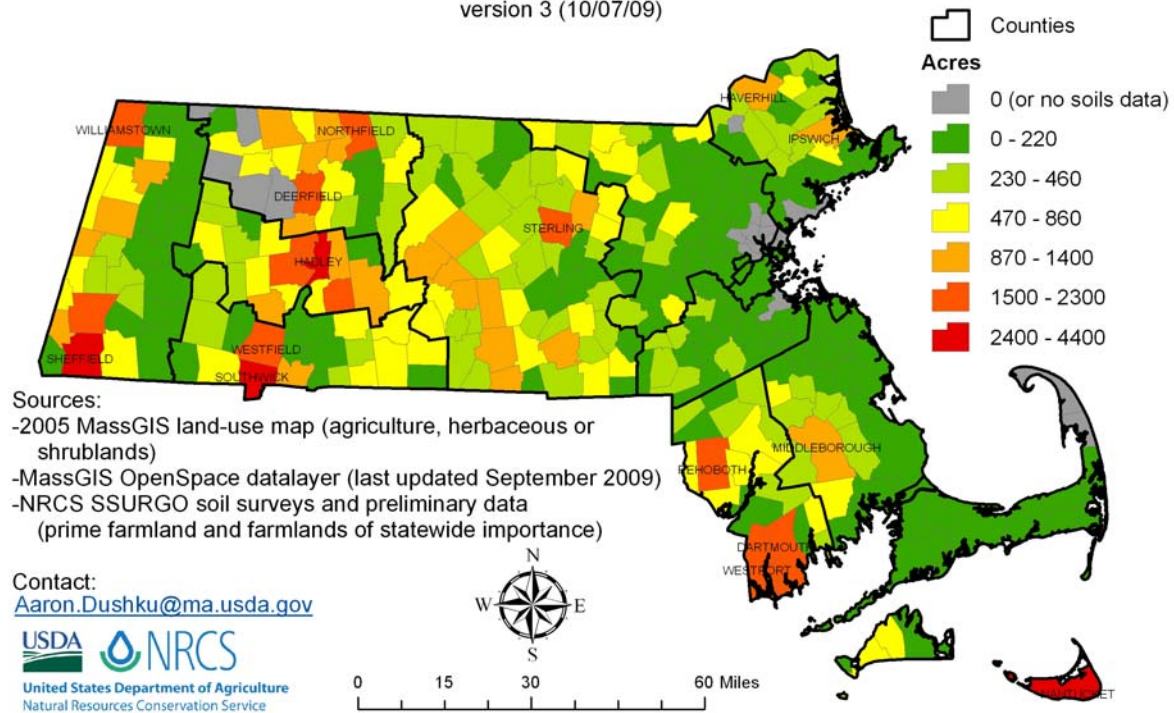 version 3 (10/07/09)
Counties
Acres
0 (or no soils data)
0 - 220
230 - 460
470 - 860
870 - 1400
1500 - 2300
2400 - 4400
HAVERHILL
WILLIAMSTOWN
NORTHFIELD
IPSWICH
DEERFIELD
STERLING
HADLEY
SHEFFIELD
WESTFIELD
SOUTHWICK
MIDDLEBOROUGH
REHOBOTH
DARTMOUTH
WESTPORT
NANTUCKET
Sources:
-2005 MassGIS land-use map (agriculture, herbaceous or
shrublands)
-MassGIS OpenSpace datalayer (last updated September 2009)
-NRCS SSURGO soil surveys and preliminary data
(prime farmland and farmlands of statewide importance)
Contact:
Aaron.Dushku@ma.usda.gov
USDA NRCS
United States Department of Agriculture
Natural Resources Conservation Service
N
W E
S
0 15 30 60 Miles